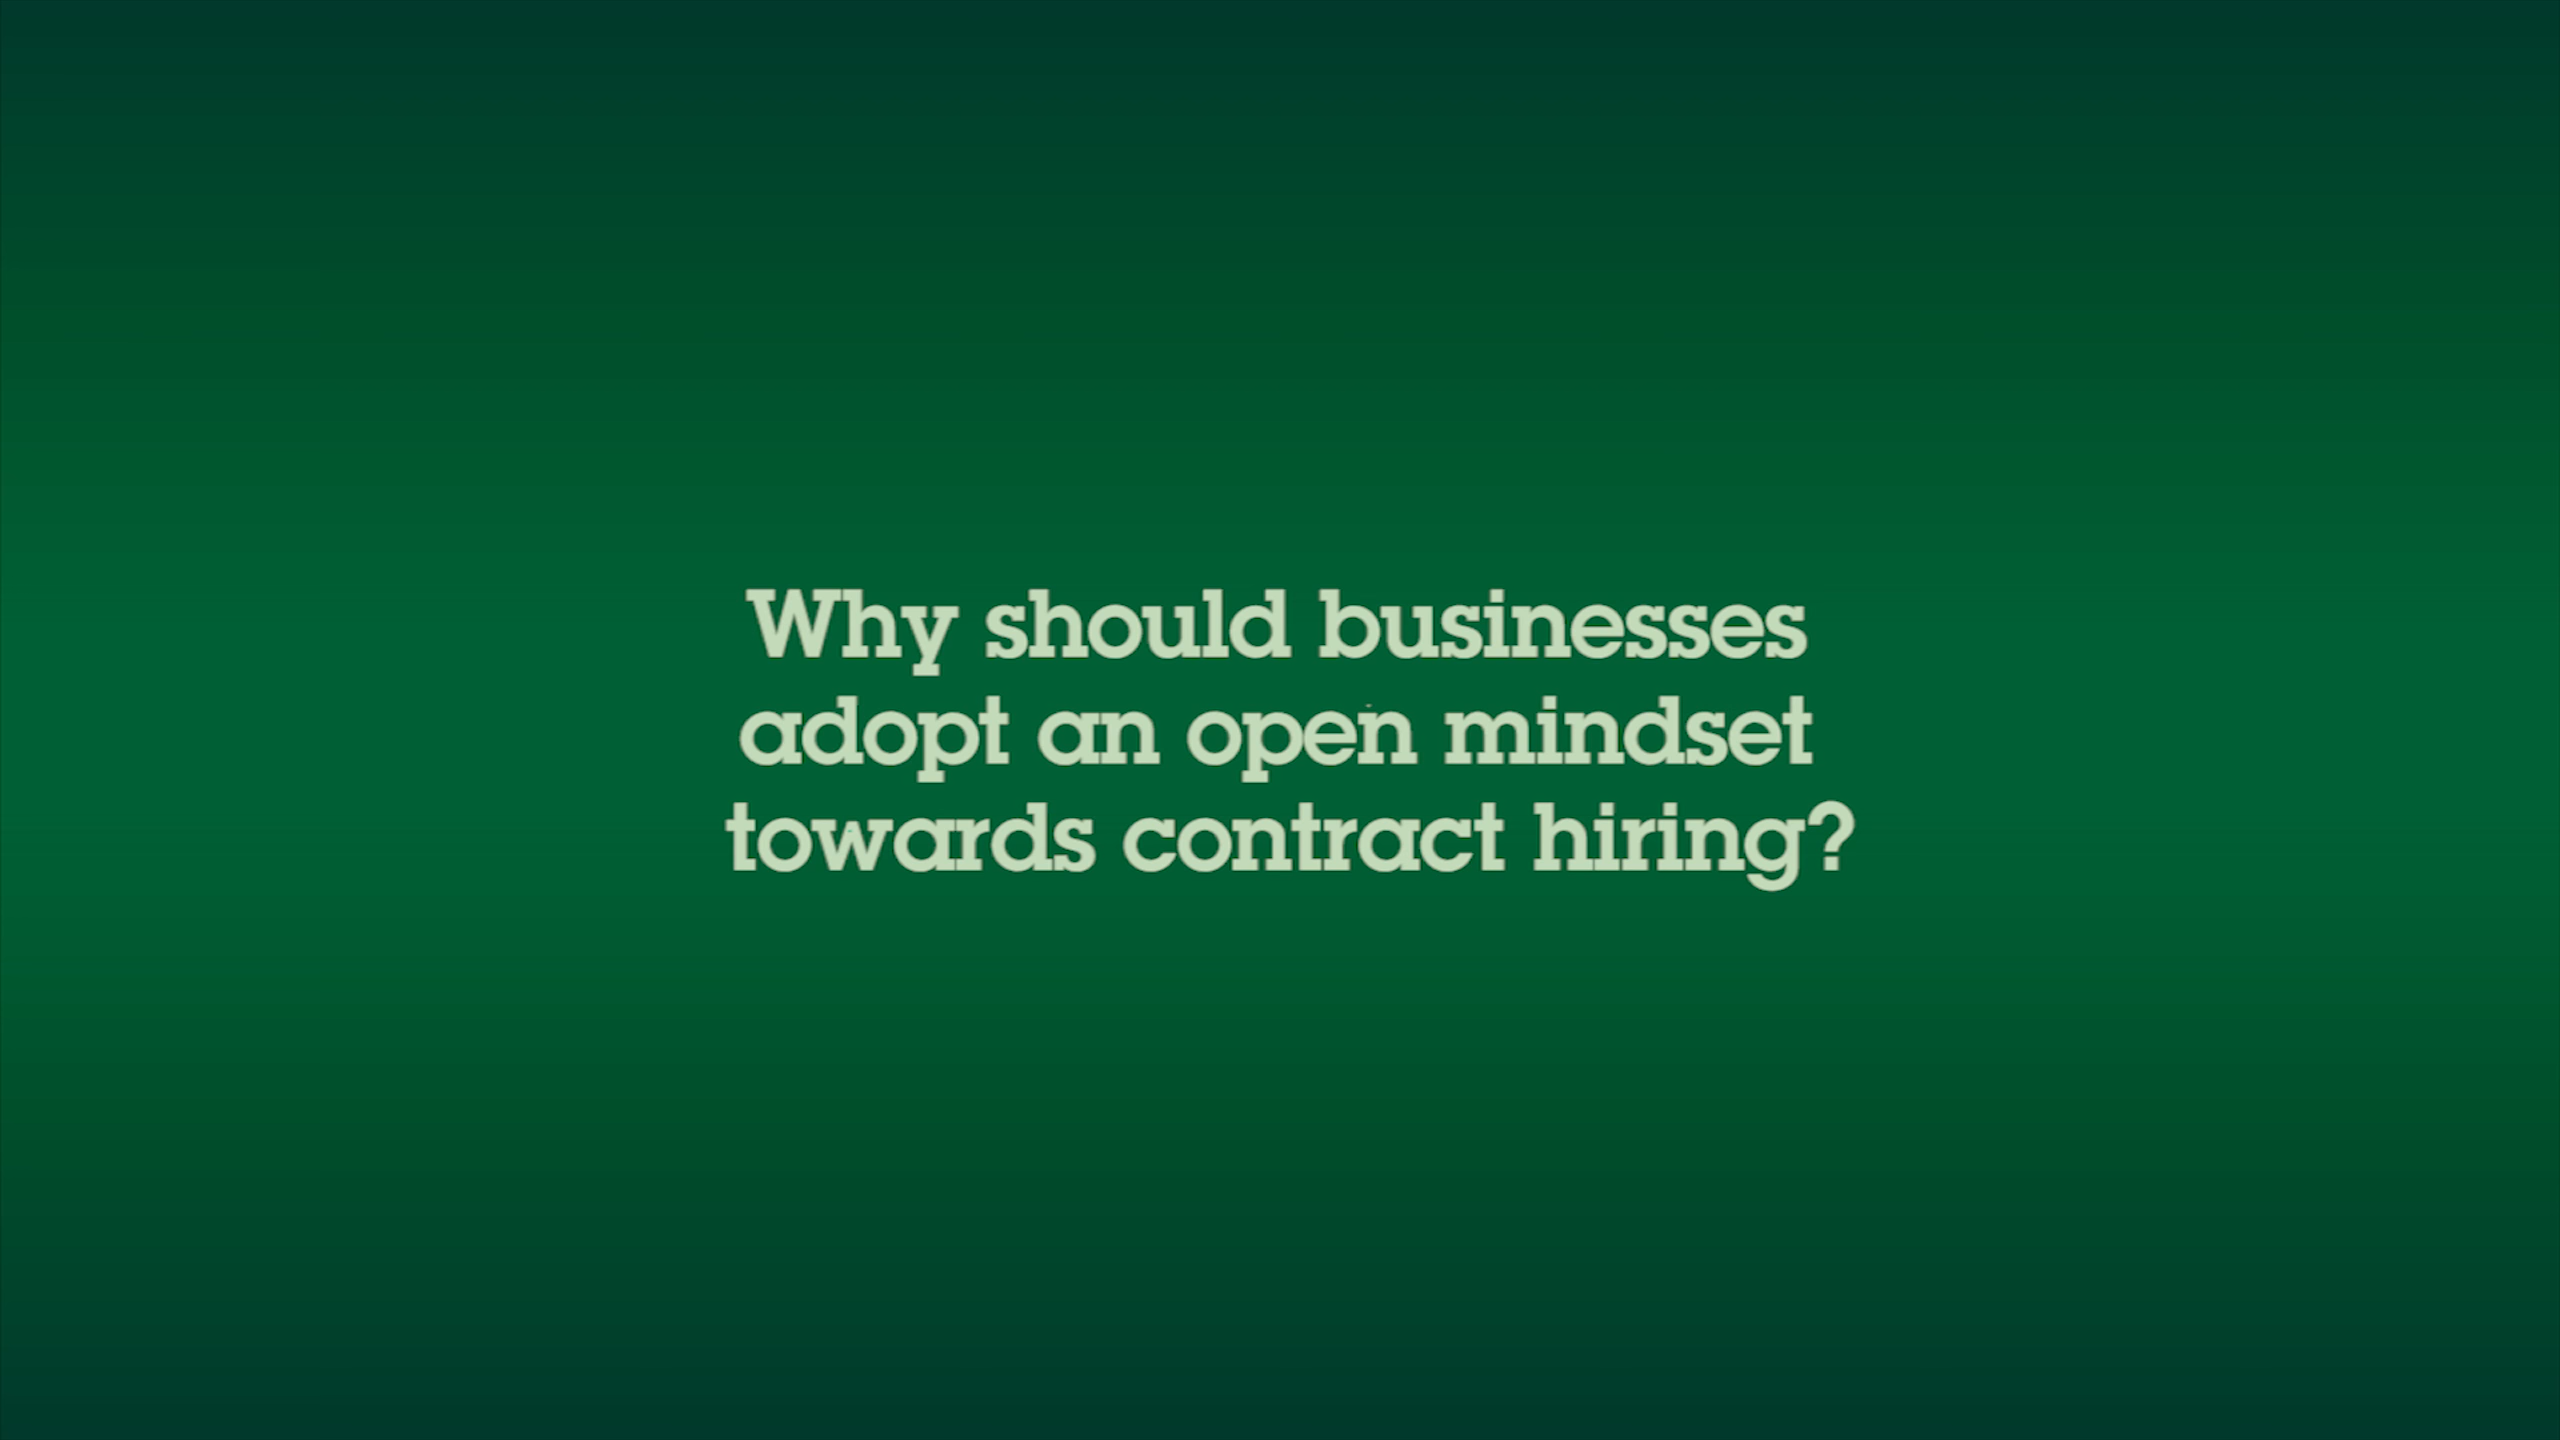 Why should businesses
adopt an open mindset
towards contract hiring?